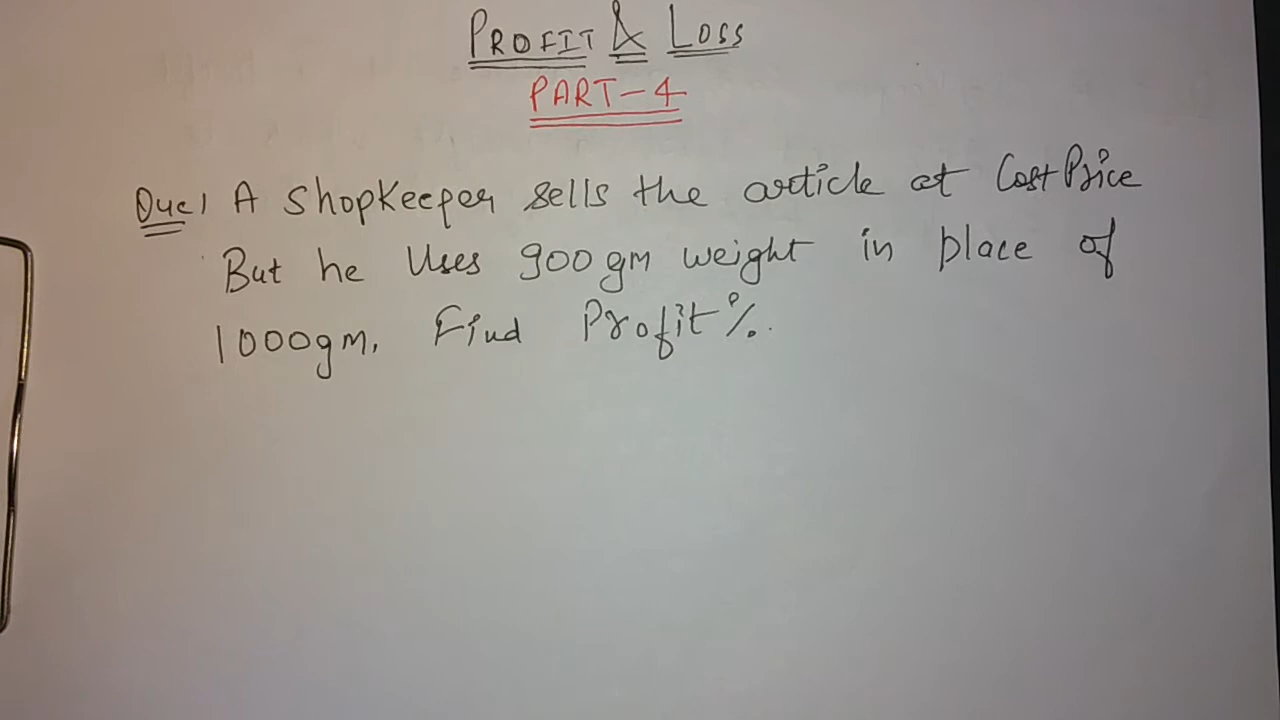 PROFIT & LOSS
PART-4
Que1 A Shopkeeper sells the article at Cost Price
But he Uses 900gm weight in place of
1000gm. Find Profit%.